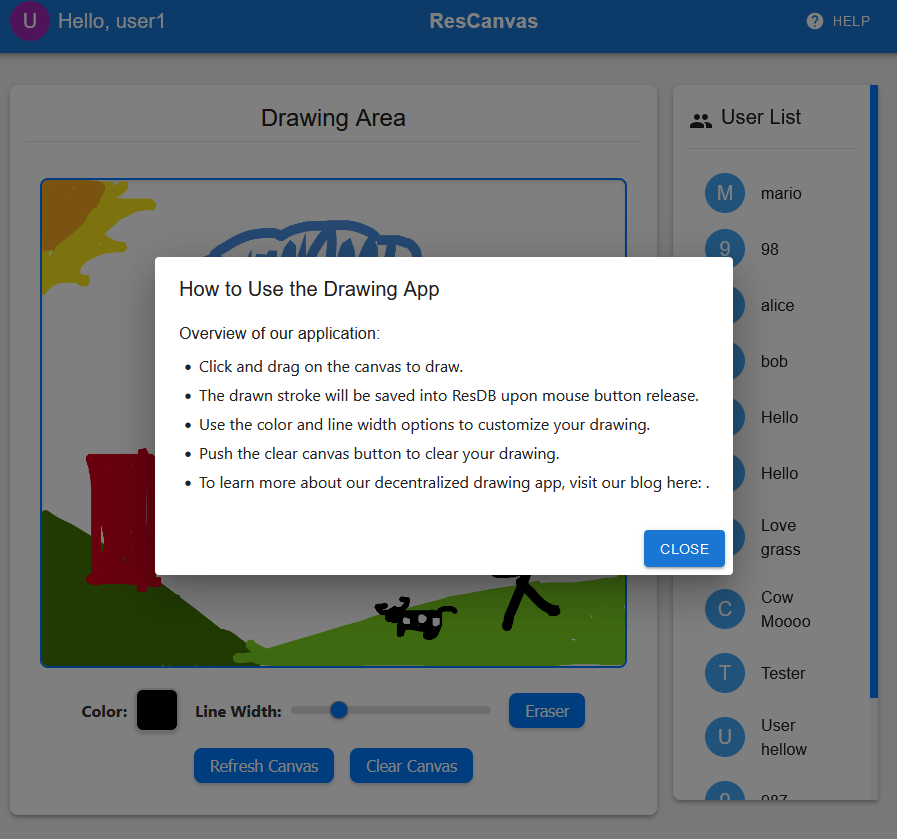 U Hello, user1
ResCanvas
? HELP
Drawing Area
User List
M mario
9 98
alice
bob
Hello
Hello
Love
grass
C Cow
Moooo
T Tester
U User
hellow
How to Use the Drawing App
Overview of our application:
• Click and drag on the canvas to draw.
• The drawn stroke will be saved into ResDB upon mouse button release.
• Use the color and line width options to customize your drawing.
• Push the clear canvas button to clear your drawing.
• To learn more about our decentralized drawing app, visit our blog here: .
CLOSE
Color:
Line Width:
Eraser
Refresh Canvas
Clear Canvas